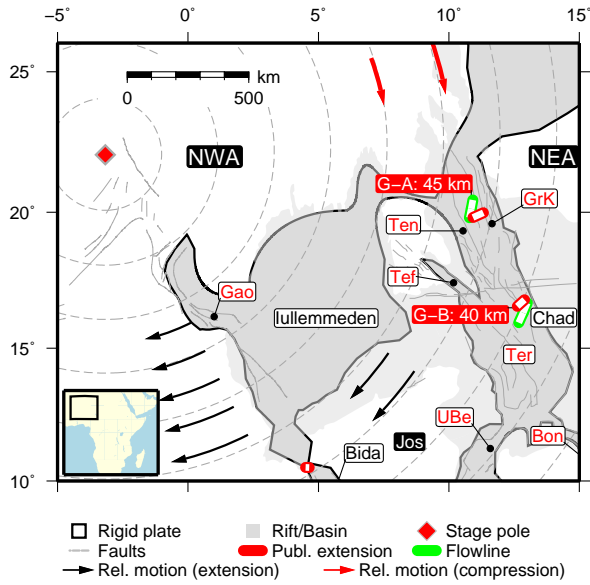 −5 0 5 10 15
25°
km
0 500
NWA NEA
G−A: 45 km
GrK
20°
Ten
Tef
Gao
Iullemmeden
G−B: 40 km
Chad
15°
Ter
UBe
Jos
Bon
Bida
10°
Rigid plate Rift/Basin Stage pole
Faults Publ. extension Flowline
Rel. motion (extension) Rel. motion (compression)